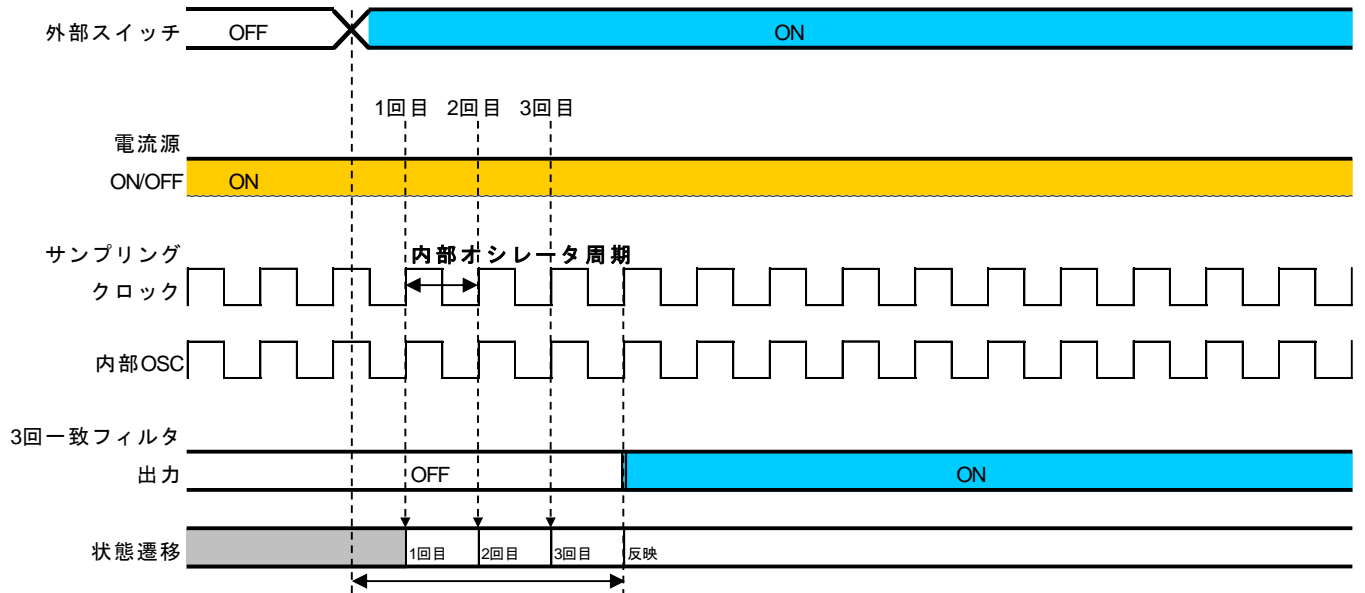 外部スイッチ OFF ON
1回目 2回目 3回目
電流源
ON/OFF ON
サンプリング 内部オシレータ周期
クロック
内部OSC
3回一致フィルタ
出力 OFF ON
状態遷移 1回目 2回目 3回目 反映